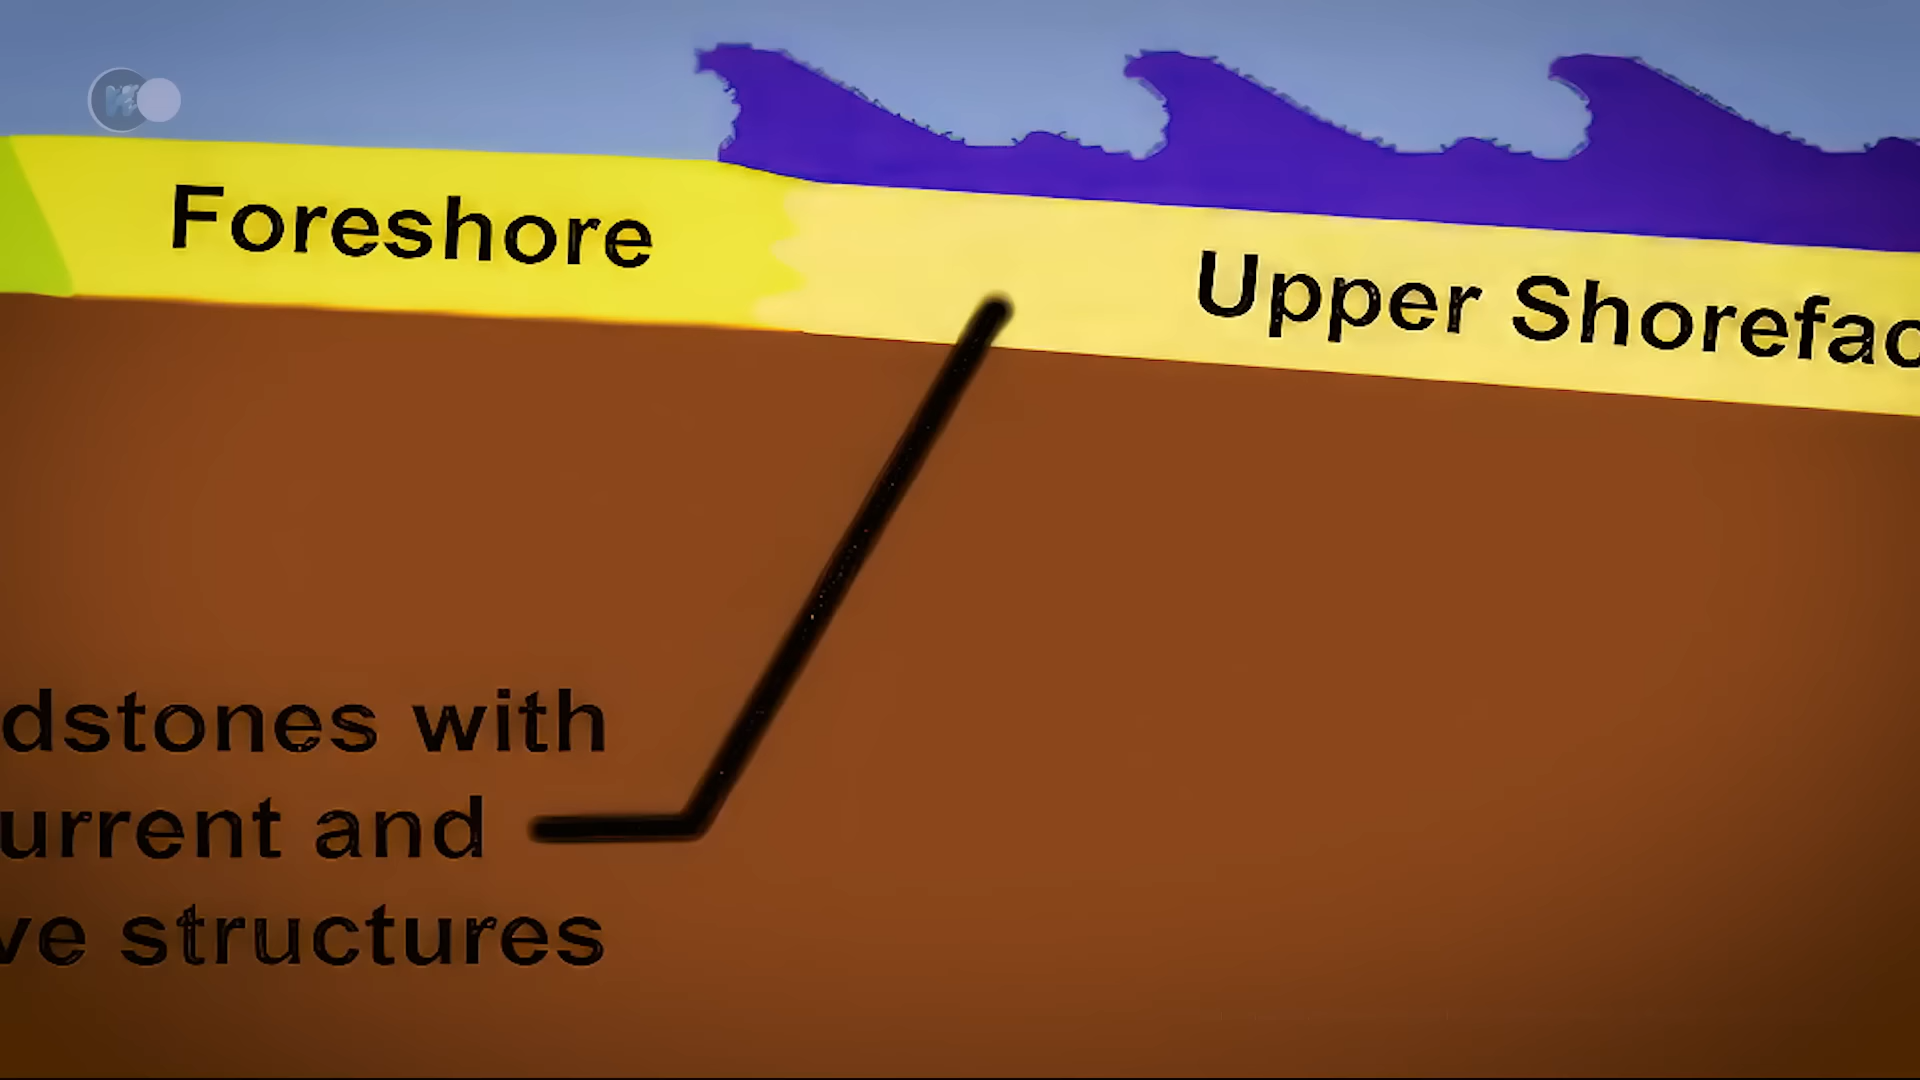 Foreshore
Upper Shorefac
dstones with
urrent and
ve structures